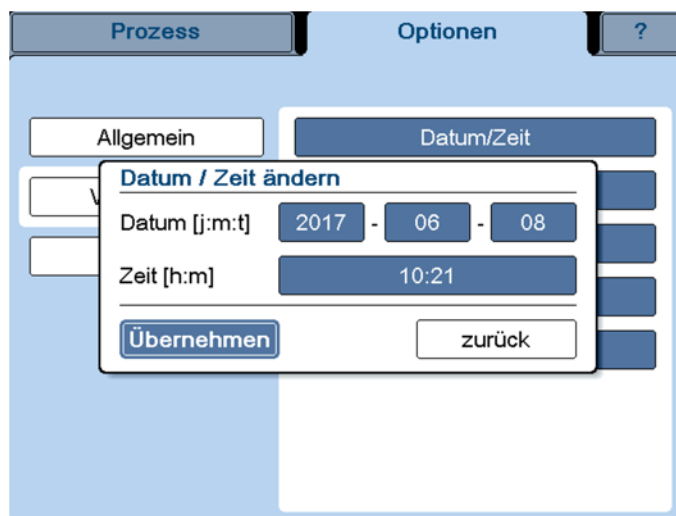 Prozess Optionen ?
Allgemein Datum/Zeit
Datum / Zeit ändern
Datum [j:m:t] 2017 - 06 - 08
Zeit [h:m] 10:21
Übernehmen zurück